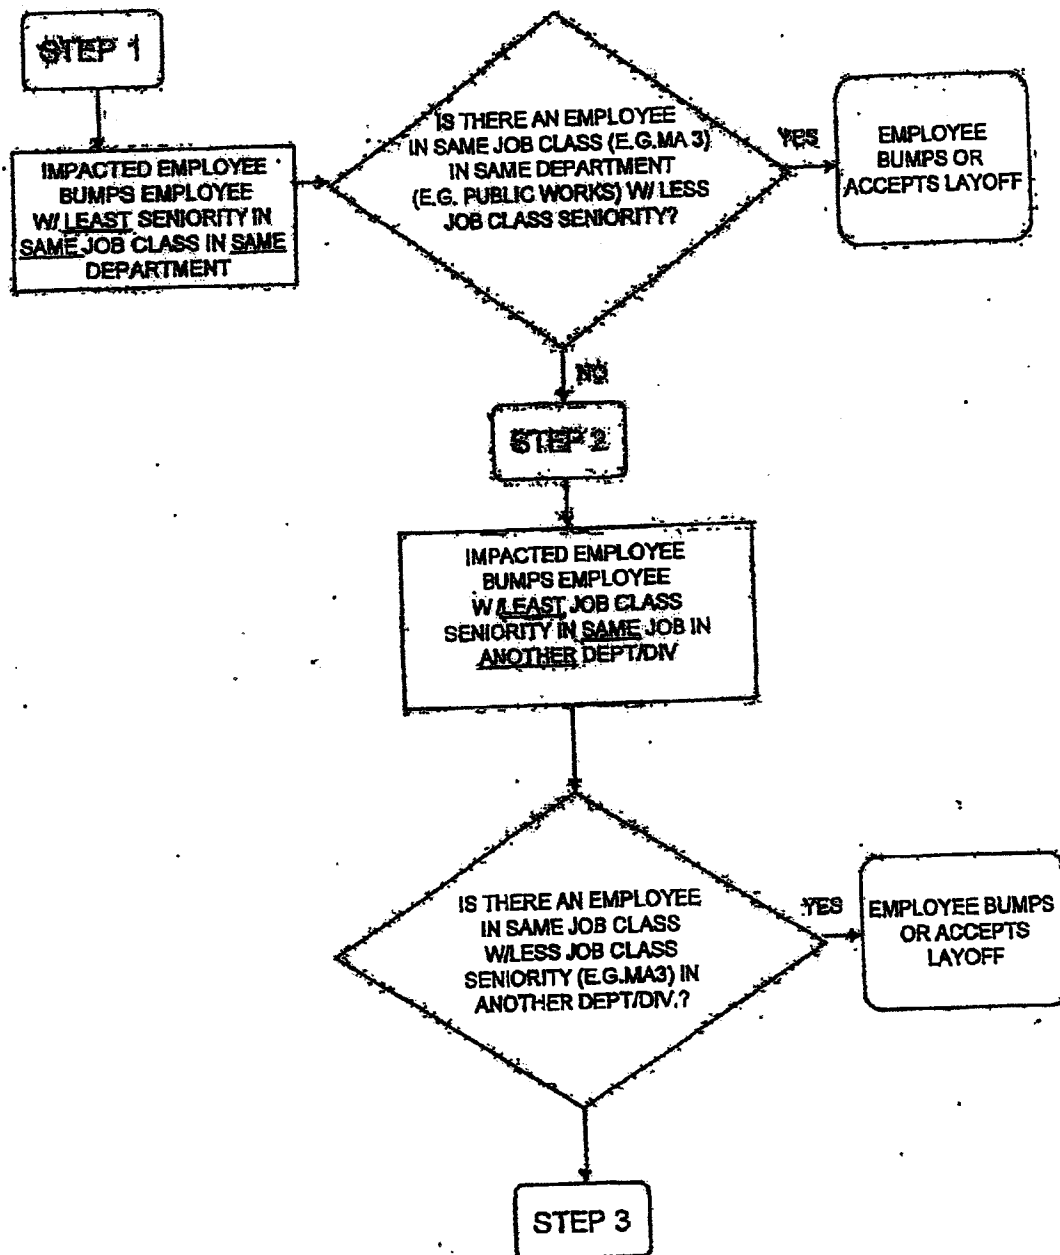 STEP 1
IMPACTED EMPLOYEE
BUMPS EMPLOYEE
W/ LEAST SENIORITY IN
SAME JOB CLASS IN SAME
DEPARTMENT
IS THERE AN EMPLOYEE
IN SAME JOB CLASS (E.G.MA 3)
IN SAME DEPARTMENT
(E.G. PUBLIC WORKS) W/ LESS
JOB CLASS SENIORITY?
YES
EMPLOYEE
BUMPS OR
ACCEPTS LAYOFF
NO
STEP 2
IMPACTED EMPLOYEE
BUMPS EMPLOYEE
W/LEAST JOB CLASS
SENIORITY IN SAME JOB IN
ANOTHER DEPT/DIV
IS THERE AN EMPLOYEE
IN SAME JOB CLASS
W/LESS JOB CLASS
SENIORITY (E.G.MA3) IN
ANOTHER DEPT/DIV.?
YES
EMPLOYEE BUMPS
OR ACCEPTS
LAYOFF
STEP 3